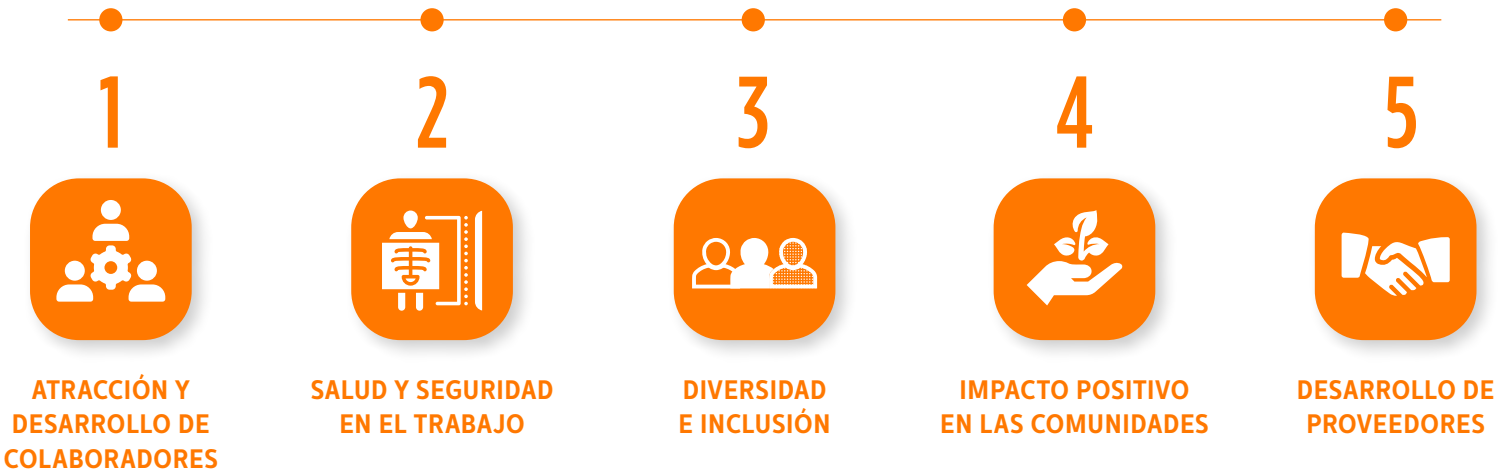 1
2
3
4
5
ATRACCIÓN Y
DESARROLLO DE
COLABORADORES
SALUD Y SEGURIDAD
EN EL TRABAJO
DIVERSIDAD
E INCLUSIÓN
IMPACTO POSITIVO
EN LAS COMUNIDADES
DESARROLLO DE
PROVEEDORES